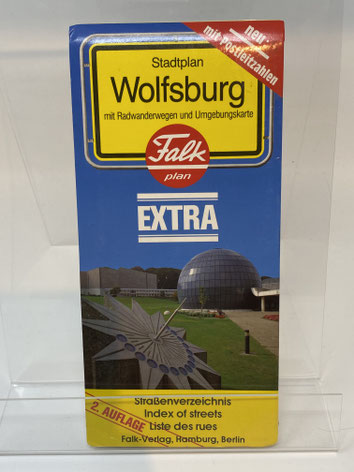 neu
mit Postleitzahlen
Stadtplan
Wolfsburg
mit Radwanderwegen und Umgebungskarte
Falk
plan
EXTRA
2. AUFLAGE
Straßenverzeichnis
Index of streets
Liste des rues
Falk-Verlag, Hamburg, Berlin